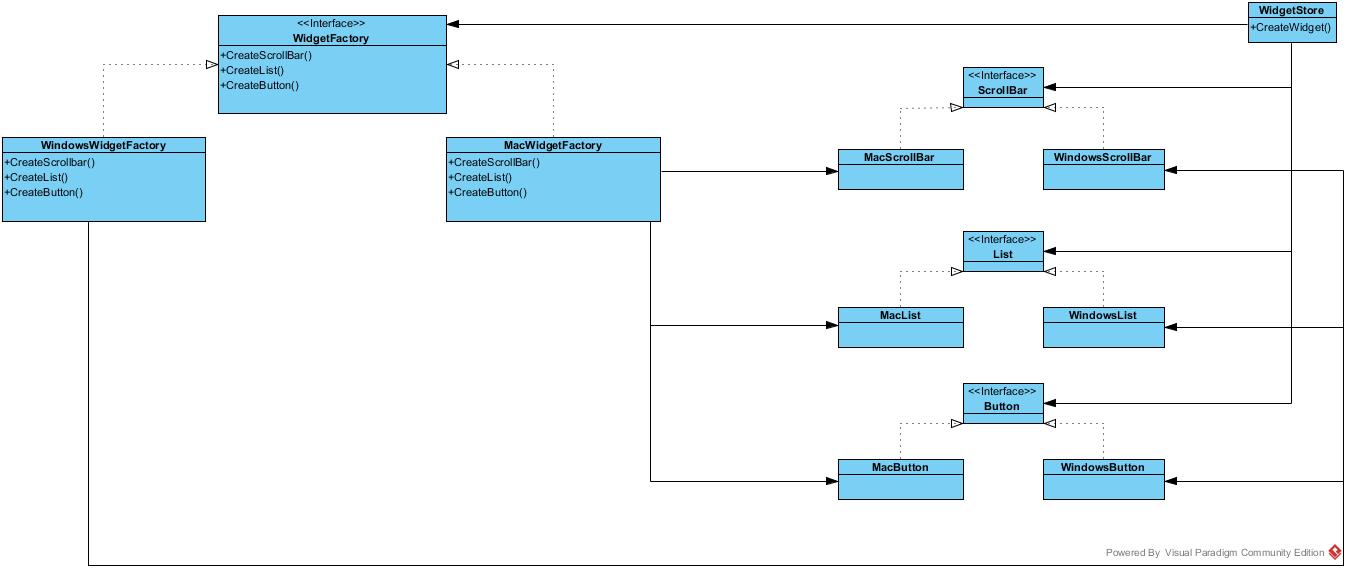 <<Interface>>
WidgetFactory
+CreateScrollBar()
+CreateList()
+CreateButton()
WidgetStore
+CreateWidget()
<<Interface>>
ScrollBar
WindowsWidgetFactory
+CreateScrollbar()
+CreateList()
+CreateButton()
MacWidgetFactory
+CreateScrollBar()
+CreateList()
+CreateButton()
MacScrollBar
WindowsScrollBar
<<Interface>>
List
MacList
WindowsList
<<Interface>>
Button
MacButton
WindowsButton
Powered By Visual Paradigm Community Edition